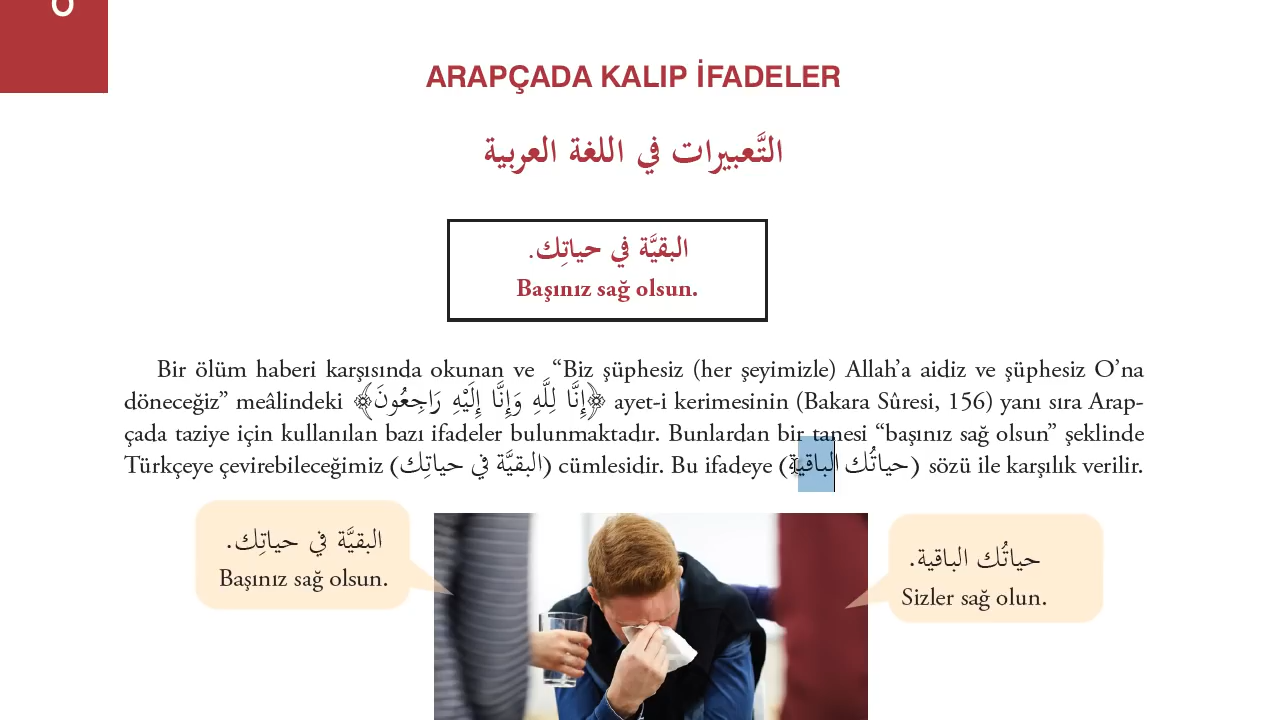 ARAPÇADA KALIP İFADELER
التَّعبيرات في اللغة العربية
البقيَّة في حياتِك.
Başınız sağ olsun.
Bir ölüm haberi karşısında okunan ve “Biz şüphesiz (her şeyimizle) Allah’a aidiz ve şüphesiz O’na
döneceğiz” meâlindeki ﴿إِنَّا لِلَّهِ وَإِنَّا إِلَيْهِ رَاجِعُونَ﴾ ayet-i kerimesinin (Bakara Sûresi, 156) yanı sıra Arap-
çada taziye için kullanılan bazı ifadeler bulunmaktadır. Bunlardan bir tanesi “başınız sağ olsun” şeklinde
Türkçeye çevirebileceğimiz (البقيَّة في حياتِك) cümlesidir. Bu ifadeye (حياتُك الباقية) sözü ile karşılık verilir.
البقيَّة في حياتِك.
Başınız sağ olsun.
حياتُك الباقية.
Sizler sağ olun.